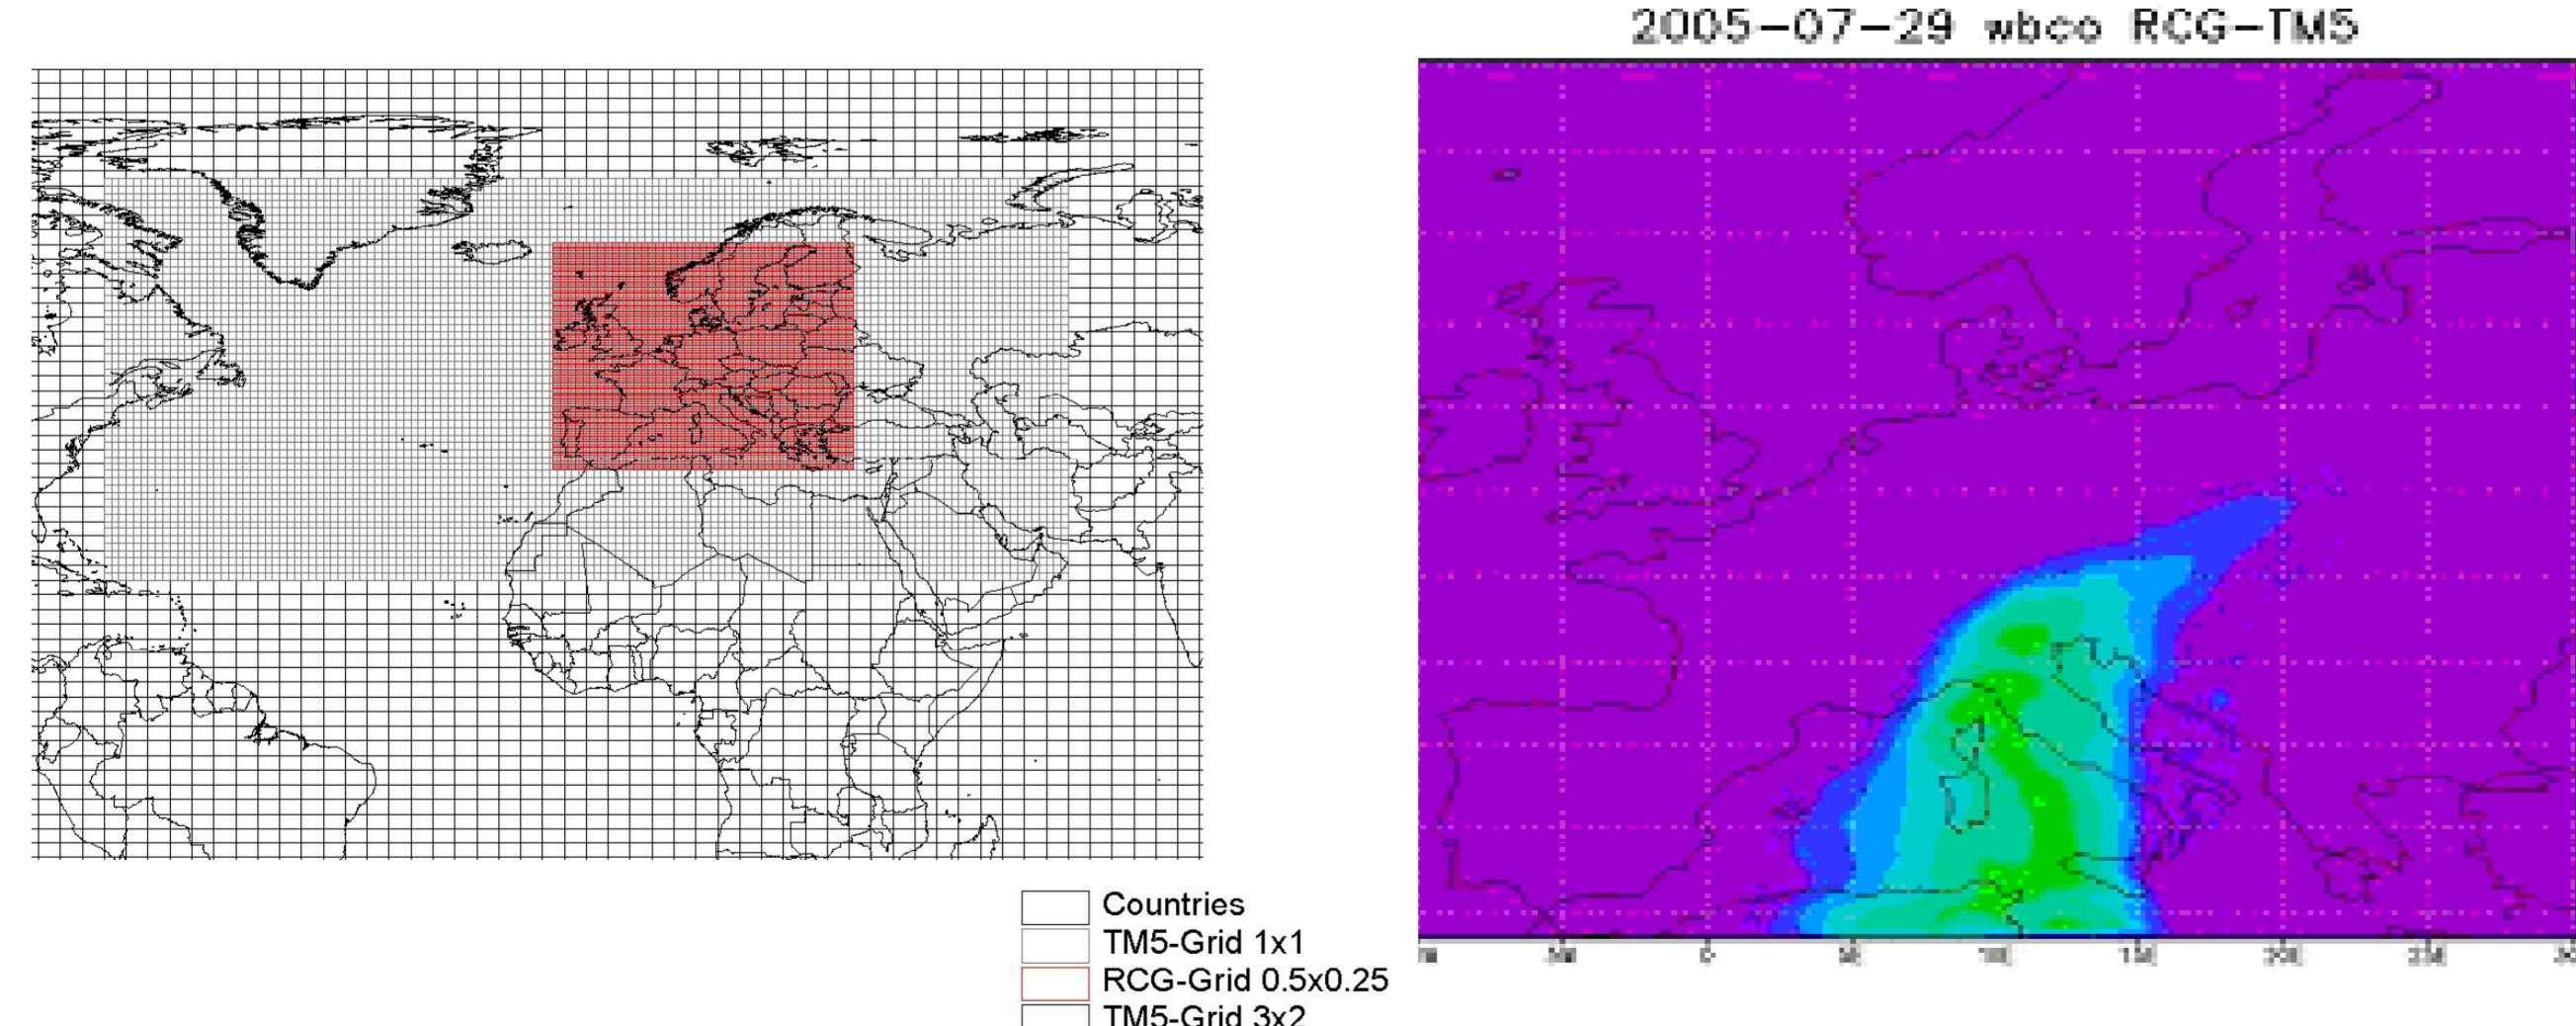 2005-07-29 wbco RCG-TM5
Countries
TM5-Grid 1x1
RCG-Grid 0.5x0.25
TM5-Grid 3x2
0